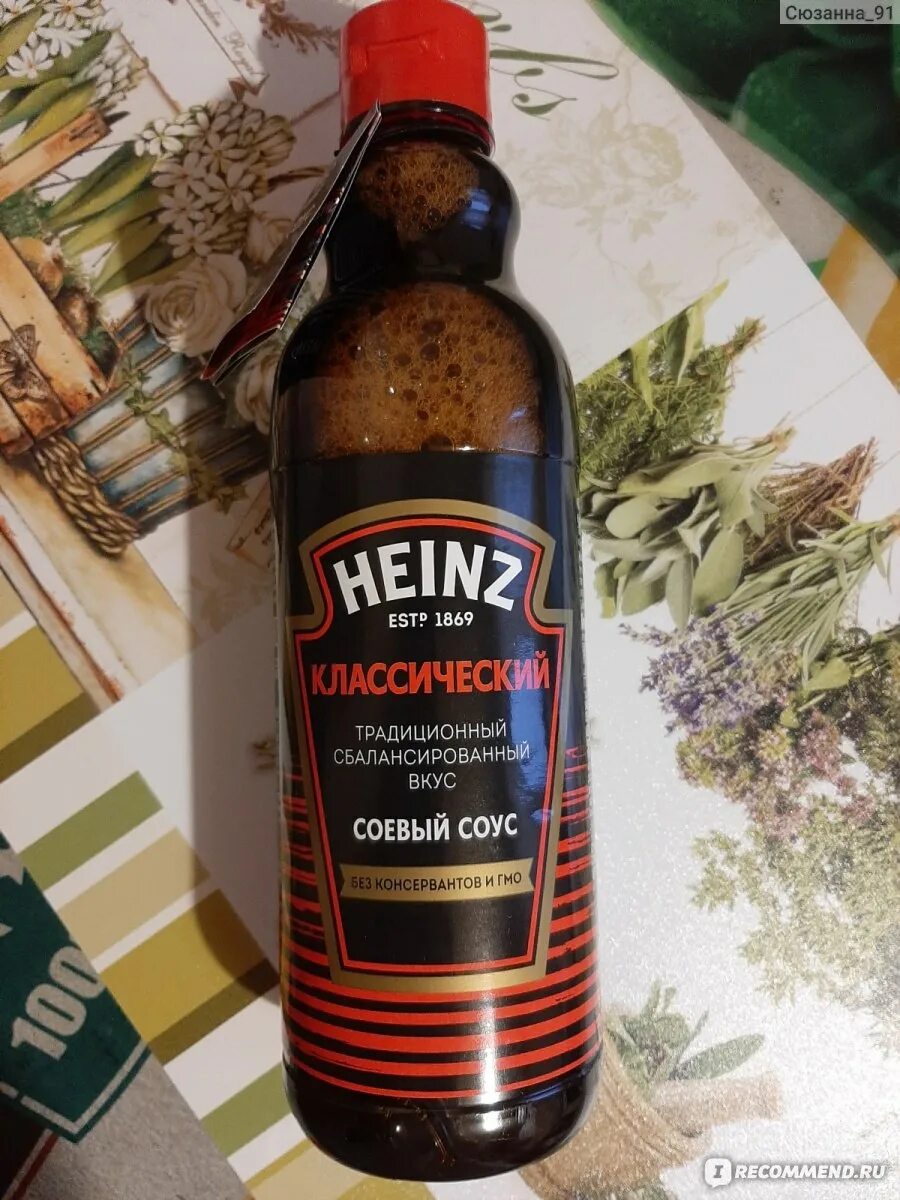 Сюзанна_91
HEINZ
ESTD 1869
КЛАССИЧЕСКИЙ
ТРАДИЦИОННЫЙ
СБАЛАНСИРОВАННЫЙ
ВКУС
СОЕВЫЙ СОУС
БЕЗ КОНСЕРВАНТОВ И ГМО
100
IRECOMMEND.RU